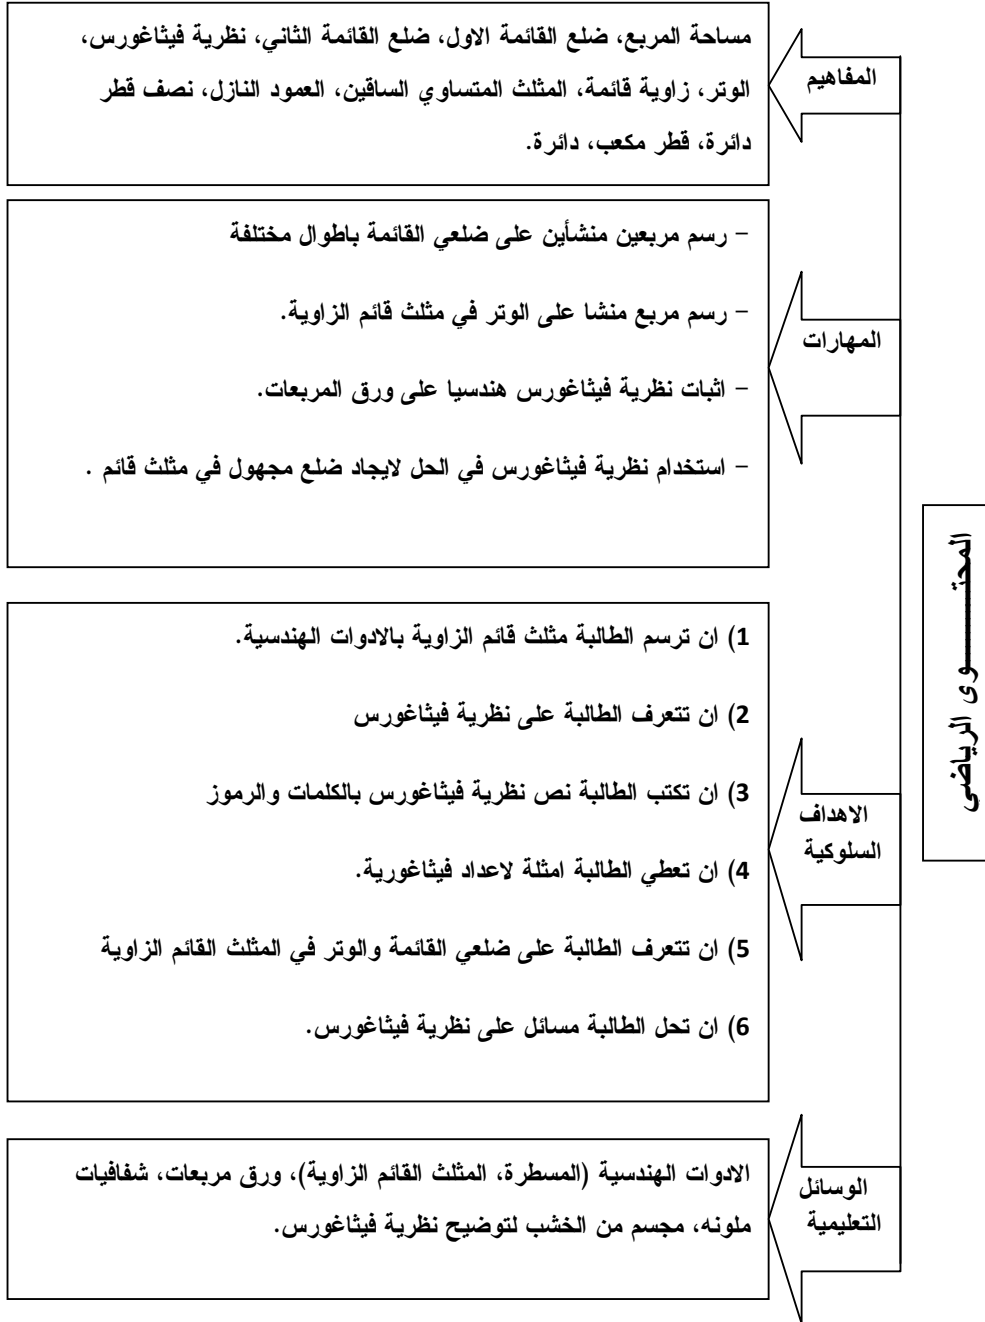 المحتـــــــوى الرياضي
المفاهيم
مساحة المربع، ضلع القائمة الاول، ضلع القائمة الثاني، نظرية فيثاغورس،
الوتر، زاوية قائمة، المثلث المتساوي الساقين، العمود النازل، نصف قطر
دائرة، قطر مكعب، دائرة.
المهارات
- رسم مربعين منشأين على ضلعي القائمة باطوال مختلفة
- رسم مربع منشا على الوتر في مثلث قائم الزاوية.
- اثبات نظرية فيثاغورس هندسيا على ورق المربعات.
- استخدام نظرية فيثاغورس في الحل لايجاد ضلع مجهول في مثلث قائم .
الاهداف
السلوكية
1) ان ترسم الطالبة مثلث قائم الزاوية بالادوات الهندسية.
2) ان تتعرف الطالبة على نظرية فيثاغورس
3) ان تكتب الطالبة نص نظرية فيثاغورس بالكلمات والرموز
4) ان تعطي الطالبة امثلة لاعداد فيثاغورية.
5) ان تتعرف الطالبة على ضلعي القائمة والوتر في المثلث القائم الزاوية
6) ان تحل الطالبة مسائل على نظرية فيثاغورس.
الوسائل
التعليمية
الادوات الهندسية (المسطرة، المثلث القائم الزاوية)، ورق مربعات، شفافيات
ملونه، مجسم من الخشب لتوضيح نظرية فيثاغورس.